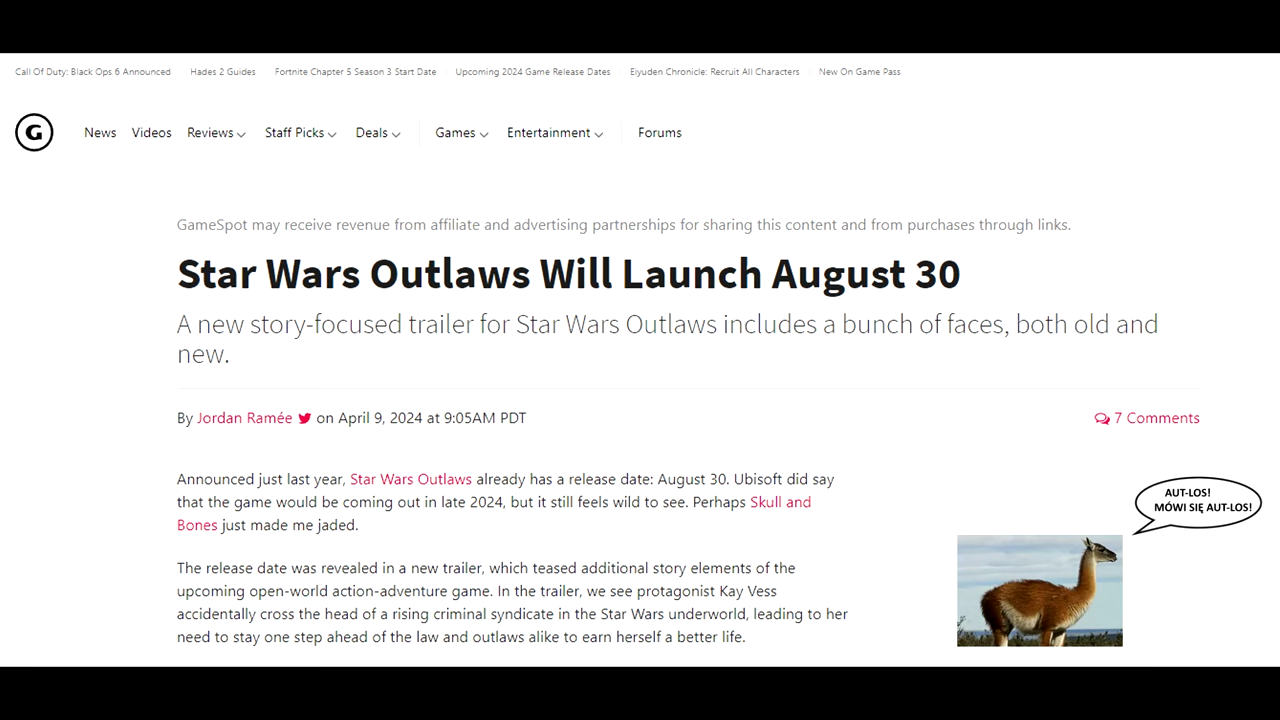 Call Of Duty: Black Ops 6 Announced Hades 2 Guides Fortnite Chapter 5 Season 3 Start Date Upcoming 2024 Game Release Dates Eiyuden Chronicle: Recruit All Characters New On Game Pass
G News Videos Reviews Staff Picks Deals Games Entertainment Forums
GameSpot may receive revenue from affiliate and advertising partnerships for sharing this content and from purchases through links.
Star Wars Outlaws Will Launch August 30
A new story-focused trailer for Star Wars Outlaws includes a bunch of faces, both old and
new.
By Jordan Ramée on April 9, 2024 at 9:05AM PDT 7 Comments
Announced just last year, Star Wars Outlaws already has a release date: August 30. Ubisoft did say
that the game would be coming out in late 2024, but it still feels wild to see. Perhaps Skull and
Bones just made me jaded.
The release date was revealed in a new trailer, which teased additional story elements of the
upcoming open-world action-adventure game. In the trailer, we see protagonist Kay Vess
accidentally cross the head of a rising criminal syndicate in the Star Wars underworld, leading to her
need to stay one step ahead of the law and outlaws alike to earn herself a better life.
AUT-LOS!
MÓWI SIĘ AUT-LOS!